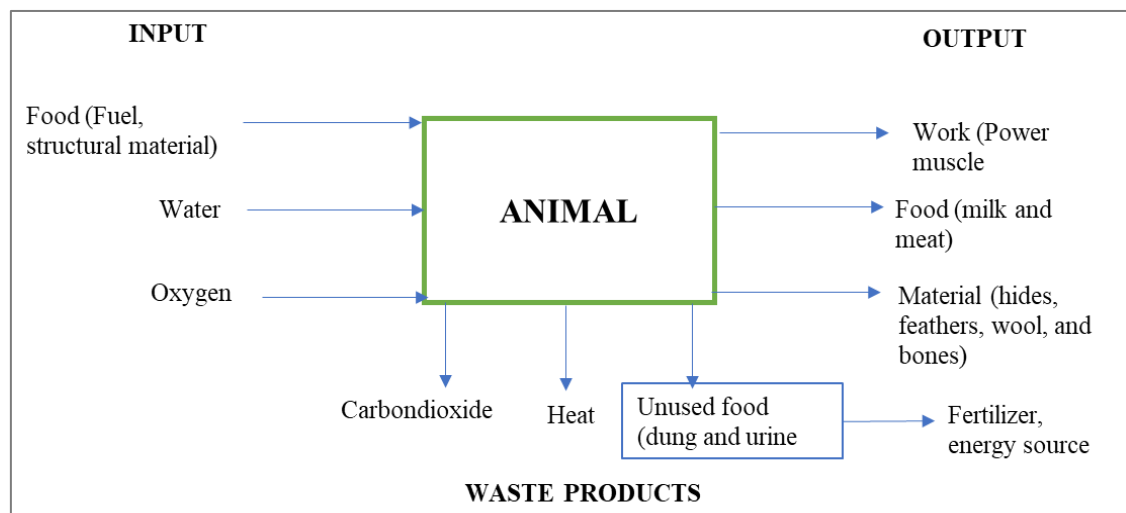 INPUT
OUTPUT
Food (Fuel,
structural material)
Water
Oxygen
ANIMAL
Work (Power
muscle
Food (milk and
meat)
Material (hides,
feathers, wool, and
bones)
Carbondioxide
Heat
Unused food
(dung and urine
Fertilizer,
energy source
WASTE PRODUCTS